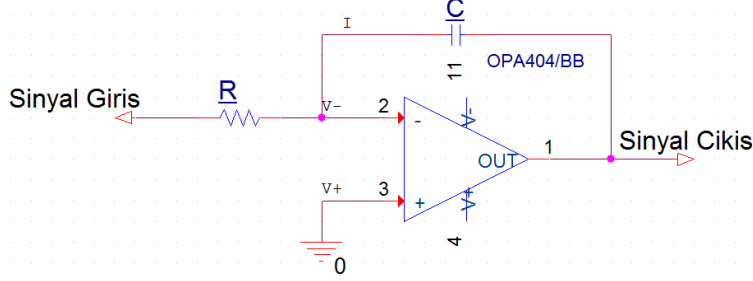 C
I
11
OPA404/BB
Sinyal Giris
R
V-
2
-
V-
OUT
1
Sinyal Cikis
V+
3
+
V+
4
0